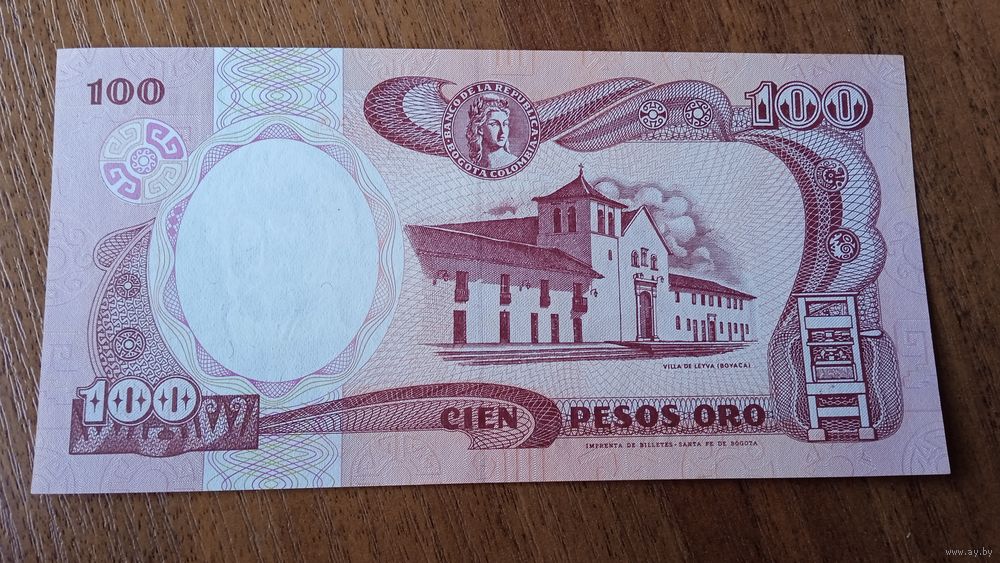 100
100
BANCO DE LA REPUBLICA
BOGOTA COLOMBIA
VILLA DE LEYVA (BOYACA)
100
CIEN PESOS ORO
IMPRENTA DE BILLETES - SANTA FE DE BOGOTA
www.ay.by